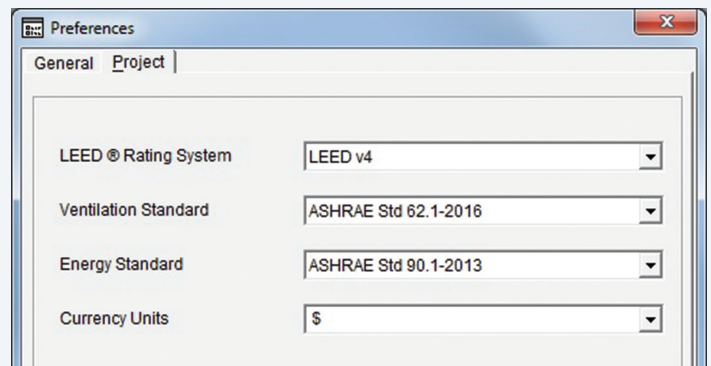 Preferences
General Project
LEED ® Rating System LEED v4
Ventilation Standard ASHRAE Std 62.1-2016
Energy Standard ASHRAE Std 90.1-2013
Currency Units $